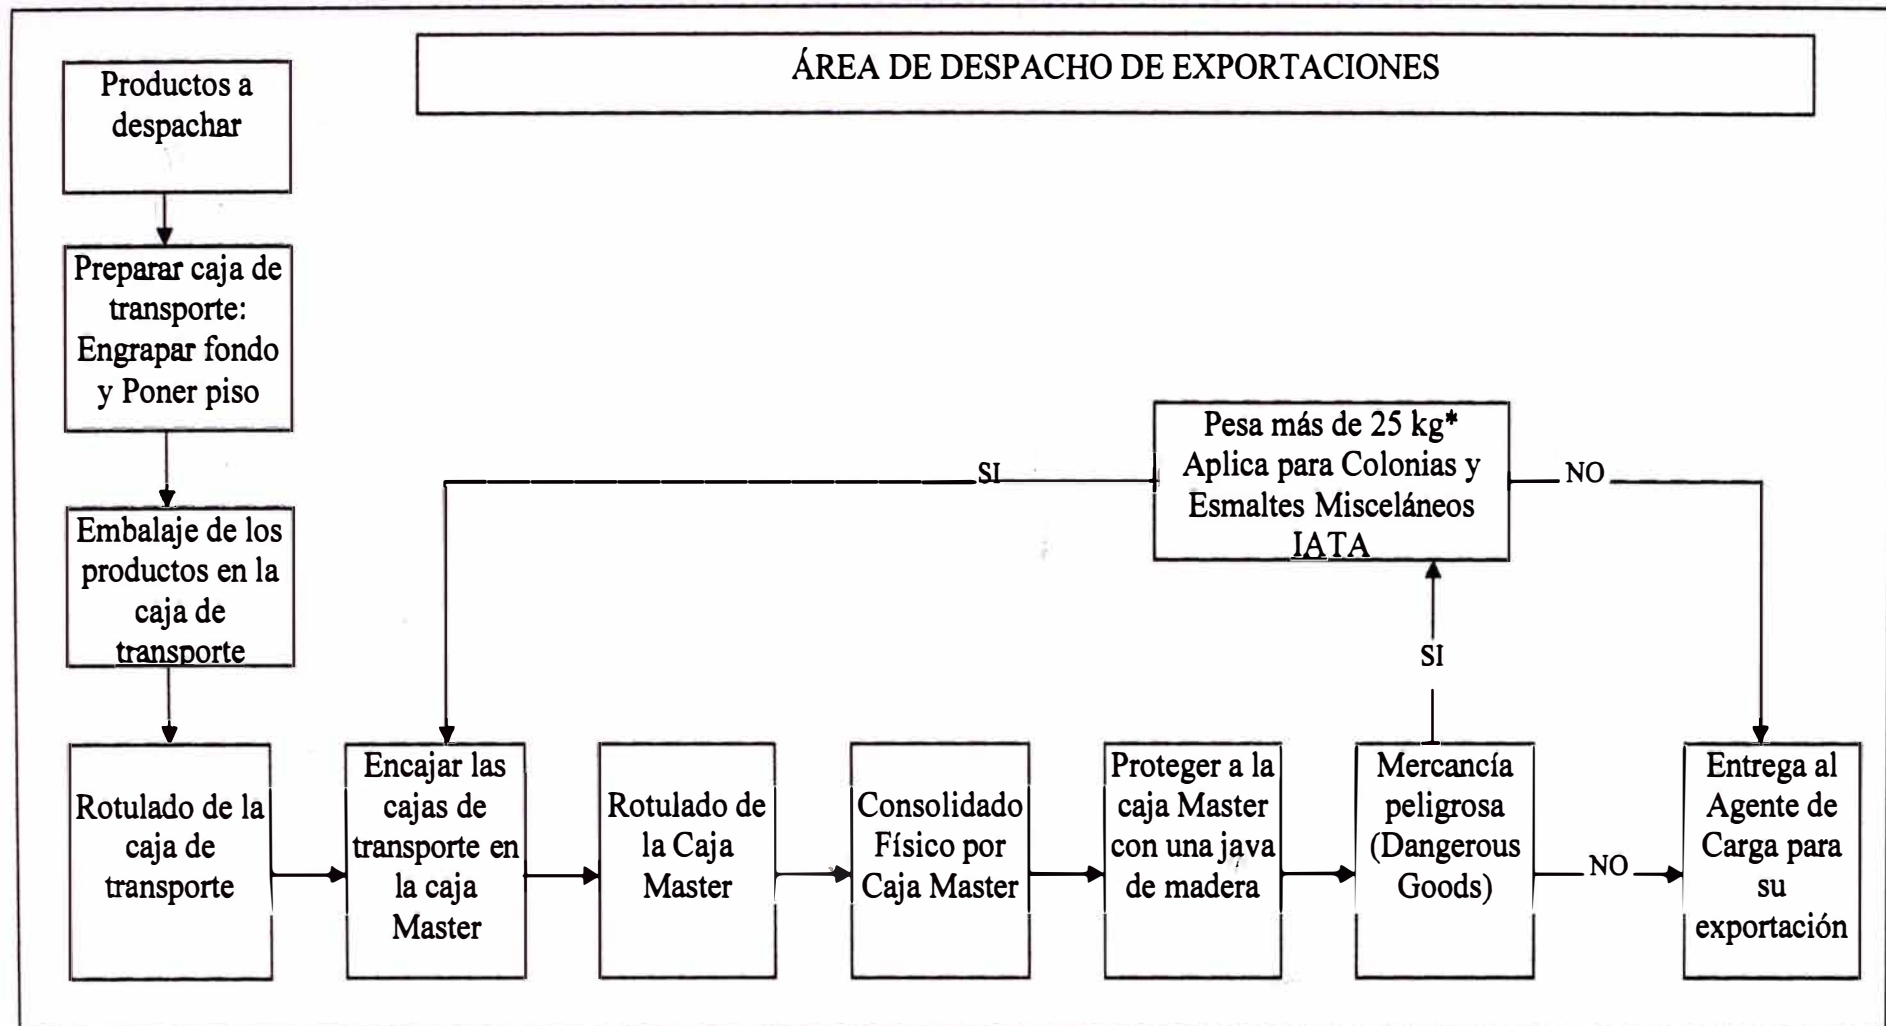 ÁREA DE DESPACHO DE EXPORTACIONES
Productos a
despachar
Preparar caja de
transporte:
Engrapar fondo
y Poner piso
Embalaje de los
productos en la
caja de
transporte
Rotulado de la
caja de
transporte
Encajar las
cajas de
transporte en
la caja
Master
Rotulado de
la Caja
Master
Consolidado
Físico por
Caja Master
Proteger a la
caja Master
con una java
de madera
Mercancía
peligrosa
(Dangerous
Goods)
SI
NO
Pesa más de 25 kg*
Aplica para Colonias y
Esmaltes Misceláneos
IATA
SI
NO
Entrega al
Agente de
Carga para
su
exportación